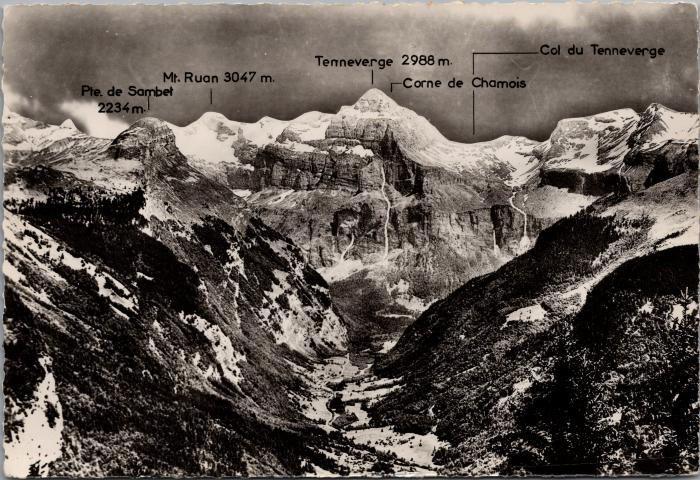 Pte. de Sambet
2234 m.
Mt. Ruan 3047 m.
Tenneverge 2988 m.
Corne de Chamois
Col du Tenneverge